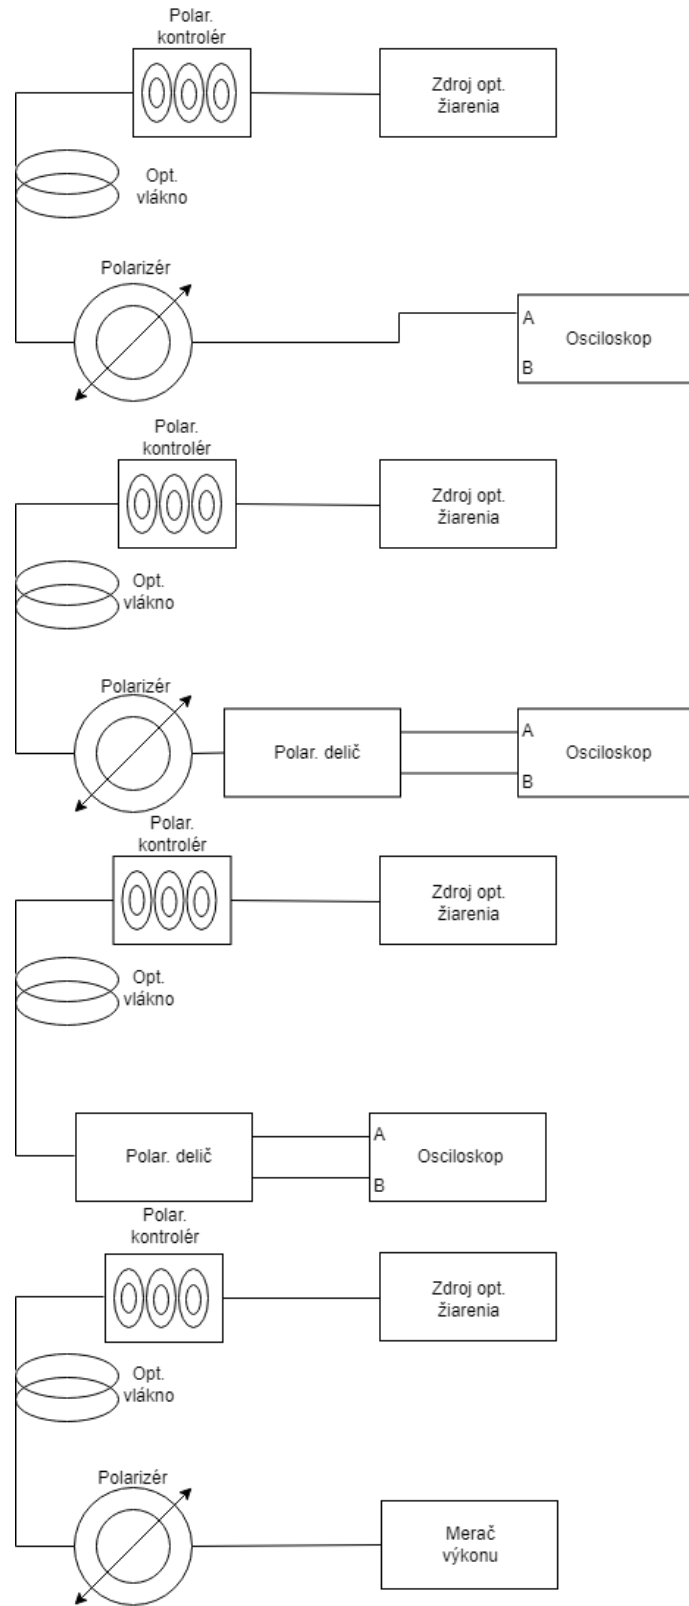 Polar.
kontrolér
Zdroj opt.
žiarenia
Opt.
vlákno
Polarizér
A
Osciloskop
B
Polar.
kontrolér
Zdroj opt.
žiarenia
Opt.
vlákno
Polarizér
Polar. delič
A
Osciloskop
B
Polar.
kontrolér
Zdroj opt.
žiarenia
Opt.
vlákno
Polar. delič
A
Osciloskop
B
Polar.
kontrolér
Zdroj opt.
žiarenia
Opt.
vlákno
Polarizér
Merač
výkonu